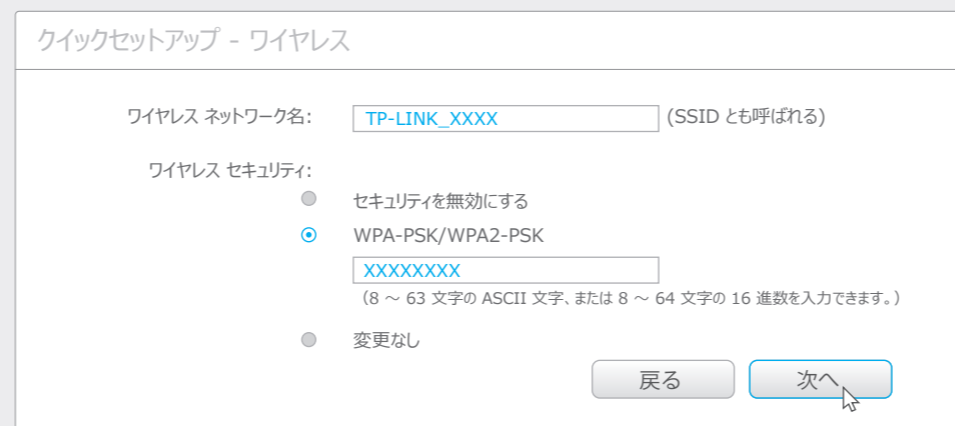 クイックセットアップ - ワイヤレス
ワイヤレス ネットワーク名: TP-LINK_XXXX (SSID とも呼ばれる)
ワイヤレス セキュリティ:
セキュリティを無効にする
WPA-PSK/WPA2-PSK
XXXXXXXX
（8 ～ 63 文字の ASCII 文字、または 8 ～ 64 文字の 16 進数を入力できます。）
変更なし
戻る 次へ